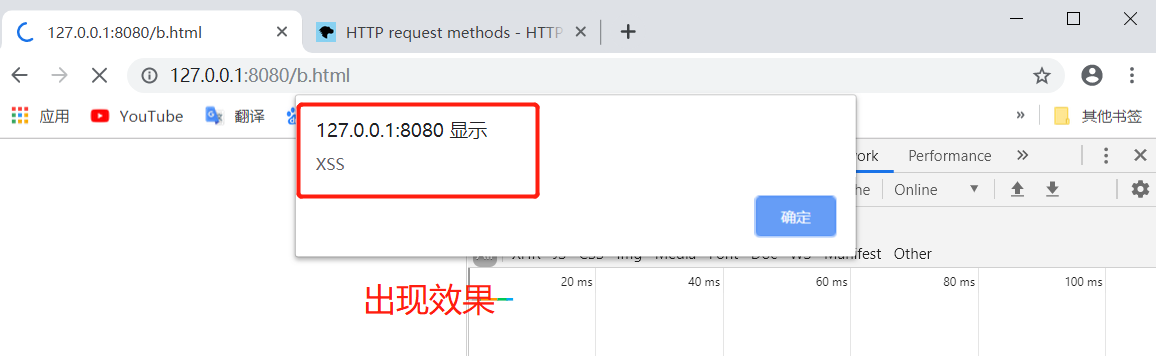 127.0.0.1:8080/b.html
HTTP request methods - HTTP
127.0.0.1:8080/b.html
应用 YouTube 翻译 » 其他书签
127.0.0.1:8080 显示
XSS
确定
Performance »
Online
XHR JS CSS Img Media Font Doc WS Manifest Other
出现效果
20 ms 40 ms 60 ms 80 ms 100 ms